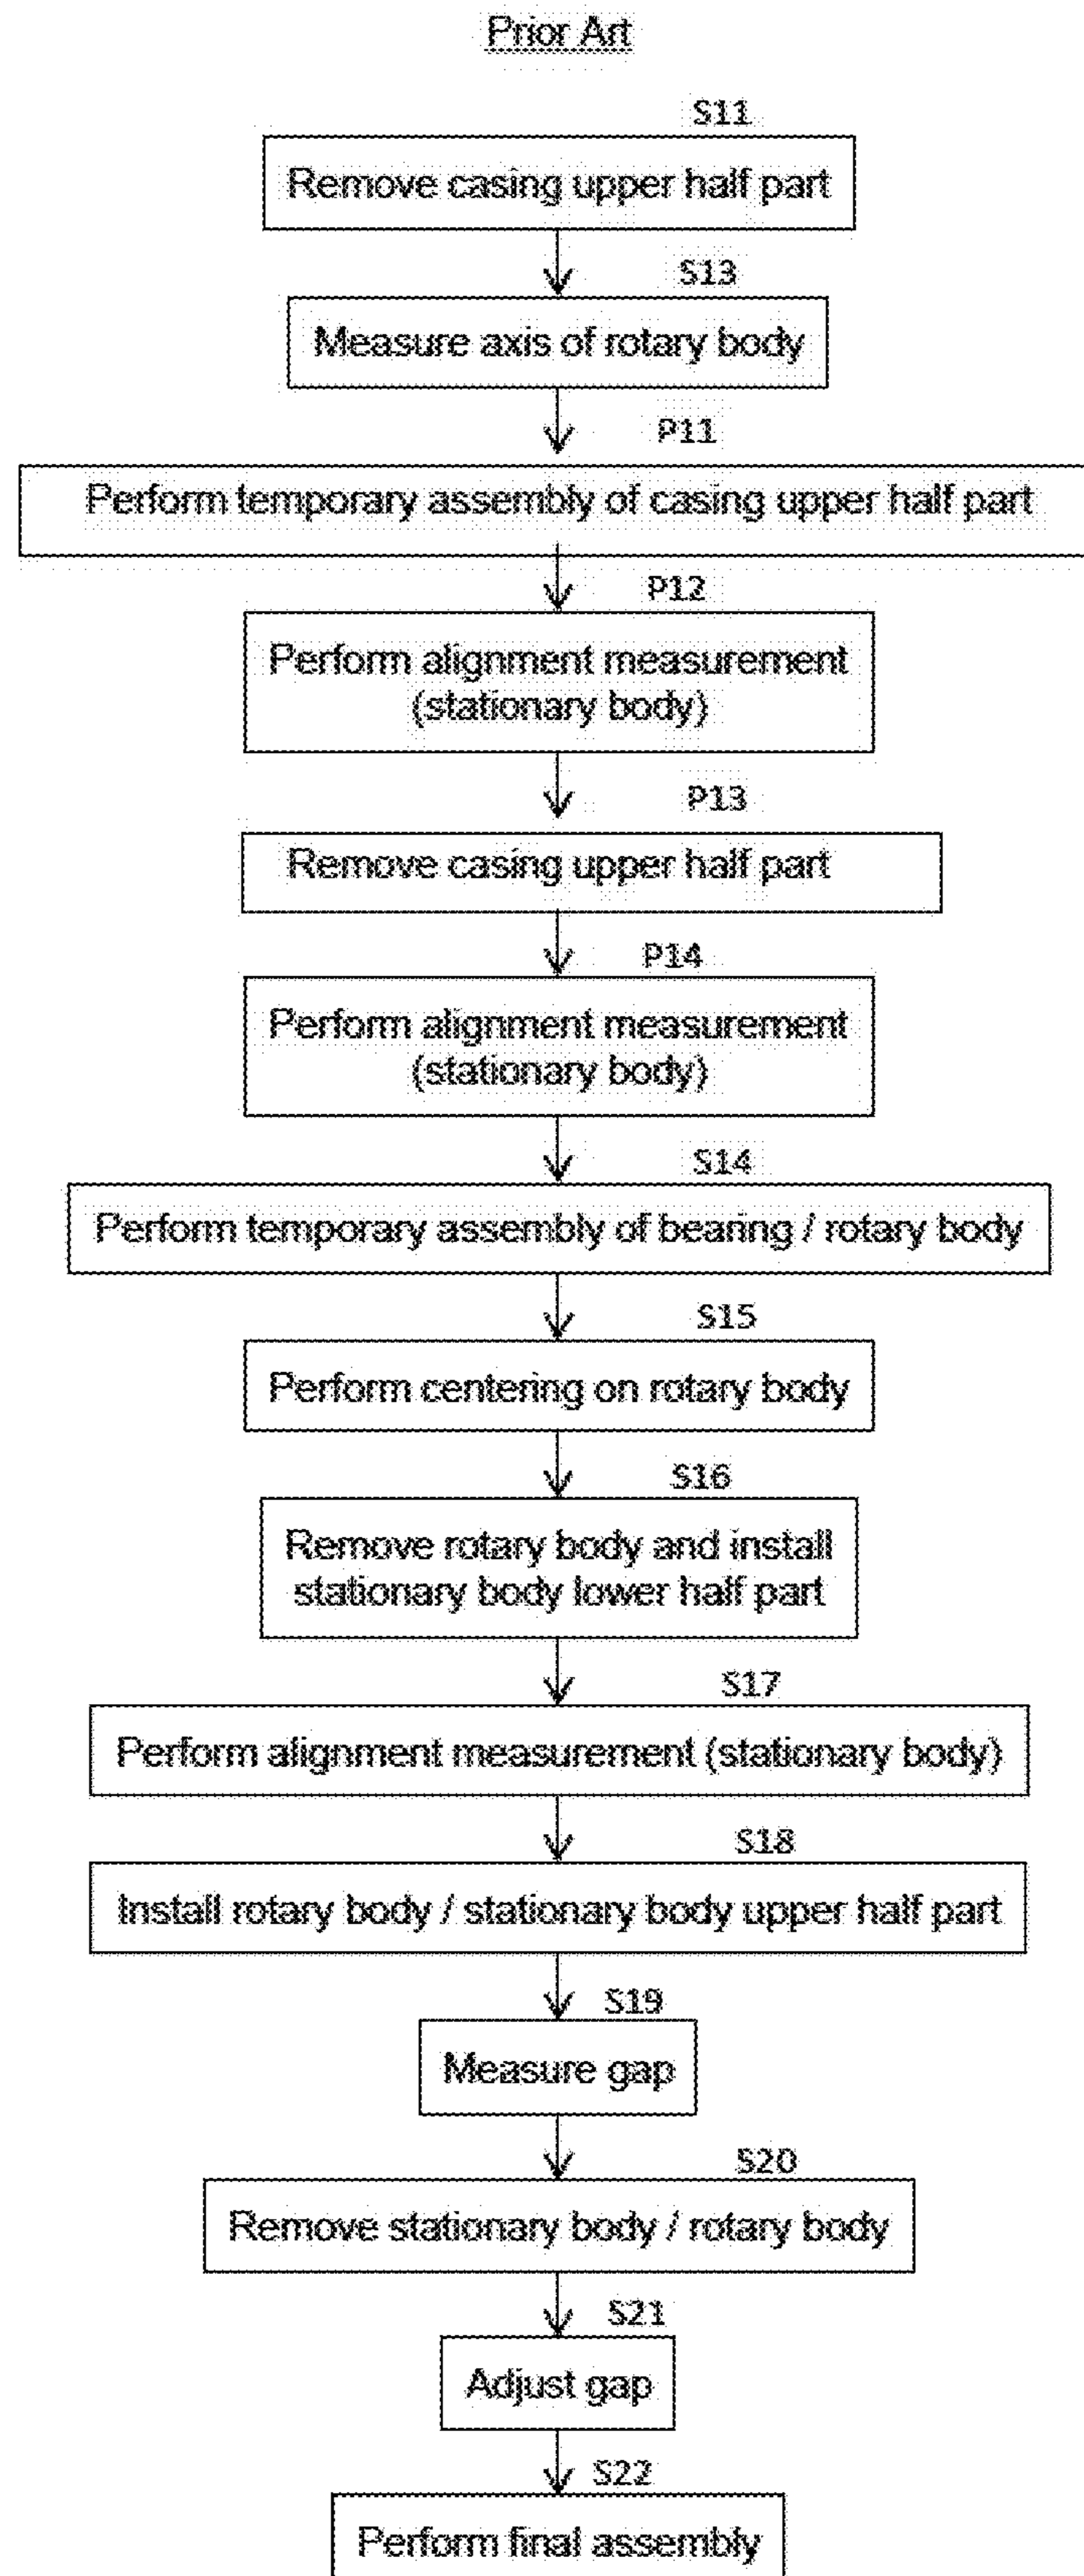 Prior Art
S11
Remove casing upper half part
S13
Measure axis of rotary body
P11
Perform temporary assembly of casing upper half part
P12
Perform alignment measurement
(stationary body)
P13
Remove casing upper half part
P14
Perform alignment measurement
(stationary body)
S14
Perform temporary assembly of bearing / rotary body
S15
Perform centering on rotary body
S16
Remove rotary body and install
stationary body lower half part
S17
Perform alignment measurement (stationary body)
S18
Install rotary body / stationary body upper half part
S19
Measure gap
S20
Remove stationary body / rotary body
S21
Adjust gap
S22
Perform final assembly